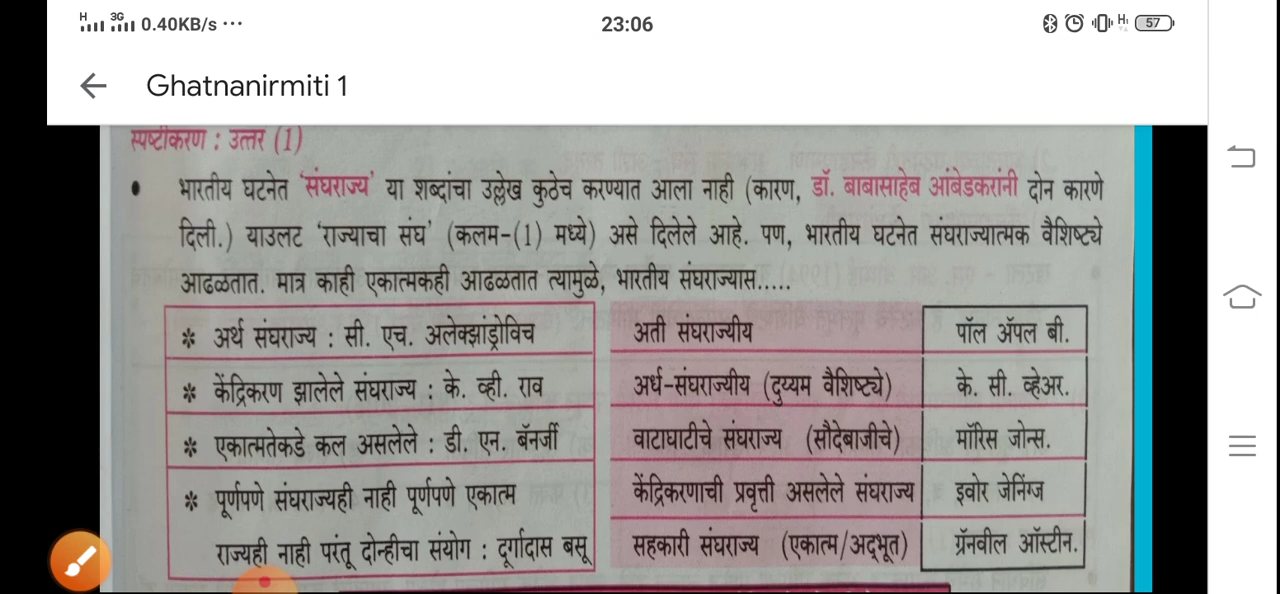 H 3G 0.40KB/s ··· 23:06 57
Ghatnanirmiti 1
स्पष्टीकरण : उत्तर (1)
• भारतीय घटनेत 'संघराज्य' या शब्दांचा उल्लेख कुठेच करण्यात आला नाही (कारण, डॉ. बाबासाहेब आंबेडकरांनी दोन कारणे
दिली.) याउलट 'राज्याचा संघ' (कलम-(1) मध्ये) असे दिलेले आहे. पण, भारतीय घटनेत संघराज्यात्मक वैशिष्ट्ये
आढळतात. मात्र काही एकात्मकही आढळतात त्यामुळे, भारतीय संघराज्यास.....
* अर्थ संघराज्य : सी. एच. अलेक्झांड्रोविच
* केंद्रिकरण झालेले संघराज्य : के. व्ही. राव
* एकात्मतेकडे कल असलेले : डी. एन. बॅनर्जी
* पूर्णपणे संघराज्यही नाही पूर्णपणे एकात्म
राज्यही नाही परंतू दोन्हीचा संयोग : दूर्गादास बसू
अती संघराज्यीय पॉल ॲपल बी.
अर्ध-संघराज्यीय (दुय्यम वैशिष्ट्ये) के. सी. व्हेअर.
वाटाघाटीचे संघराज्य (सौदेबाजीचे) मॉरिस जोन्स.
केंद्रिकरणाची प्रवृत्ती असलेले संघराज्य इवोर जेनिंग्ज
सहकारी संघराज्य (एकात्म/अद्भूत) ग्रॅनवील ऑस्टीन.